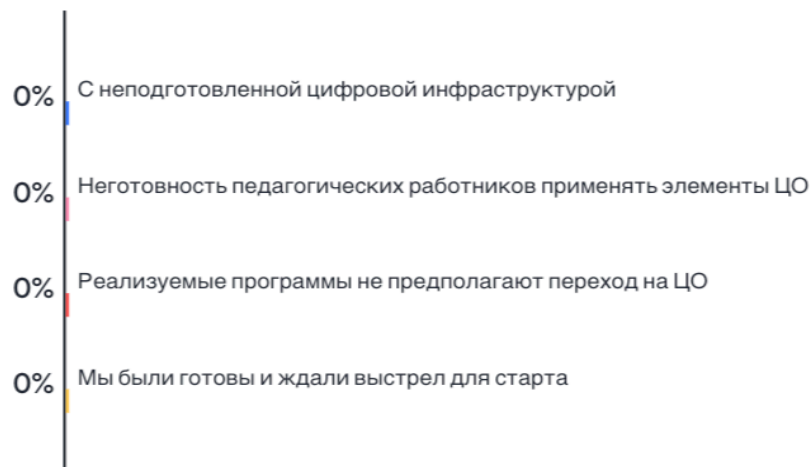 0% С неподготовленной цифровой инфраструктурой
0% Неготовность педагогических работников применять элементы ЦО
0% Реализуемые программы не предполагают переход на ЦО
0% Мы были готовы и ждали выстрел для старта